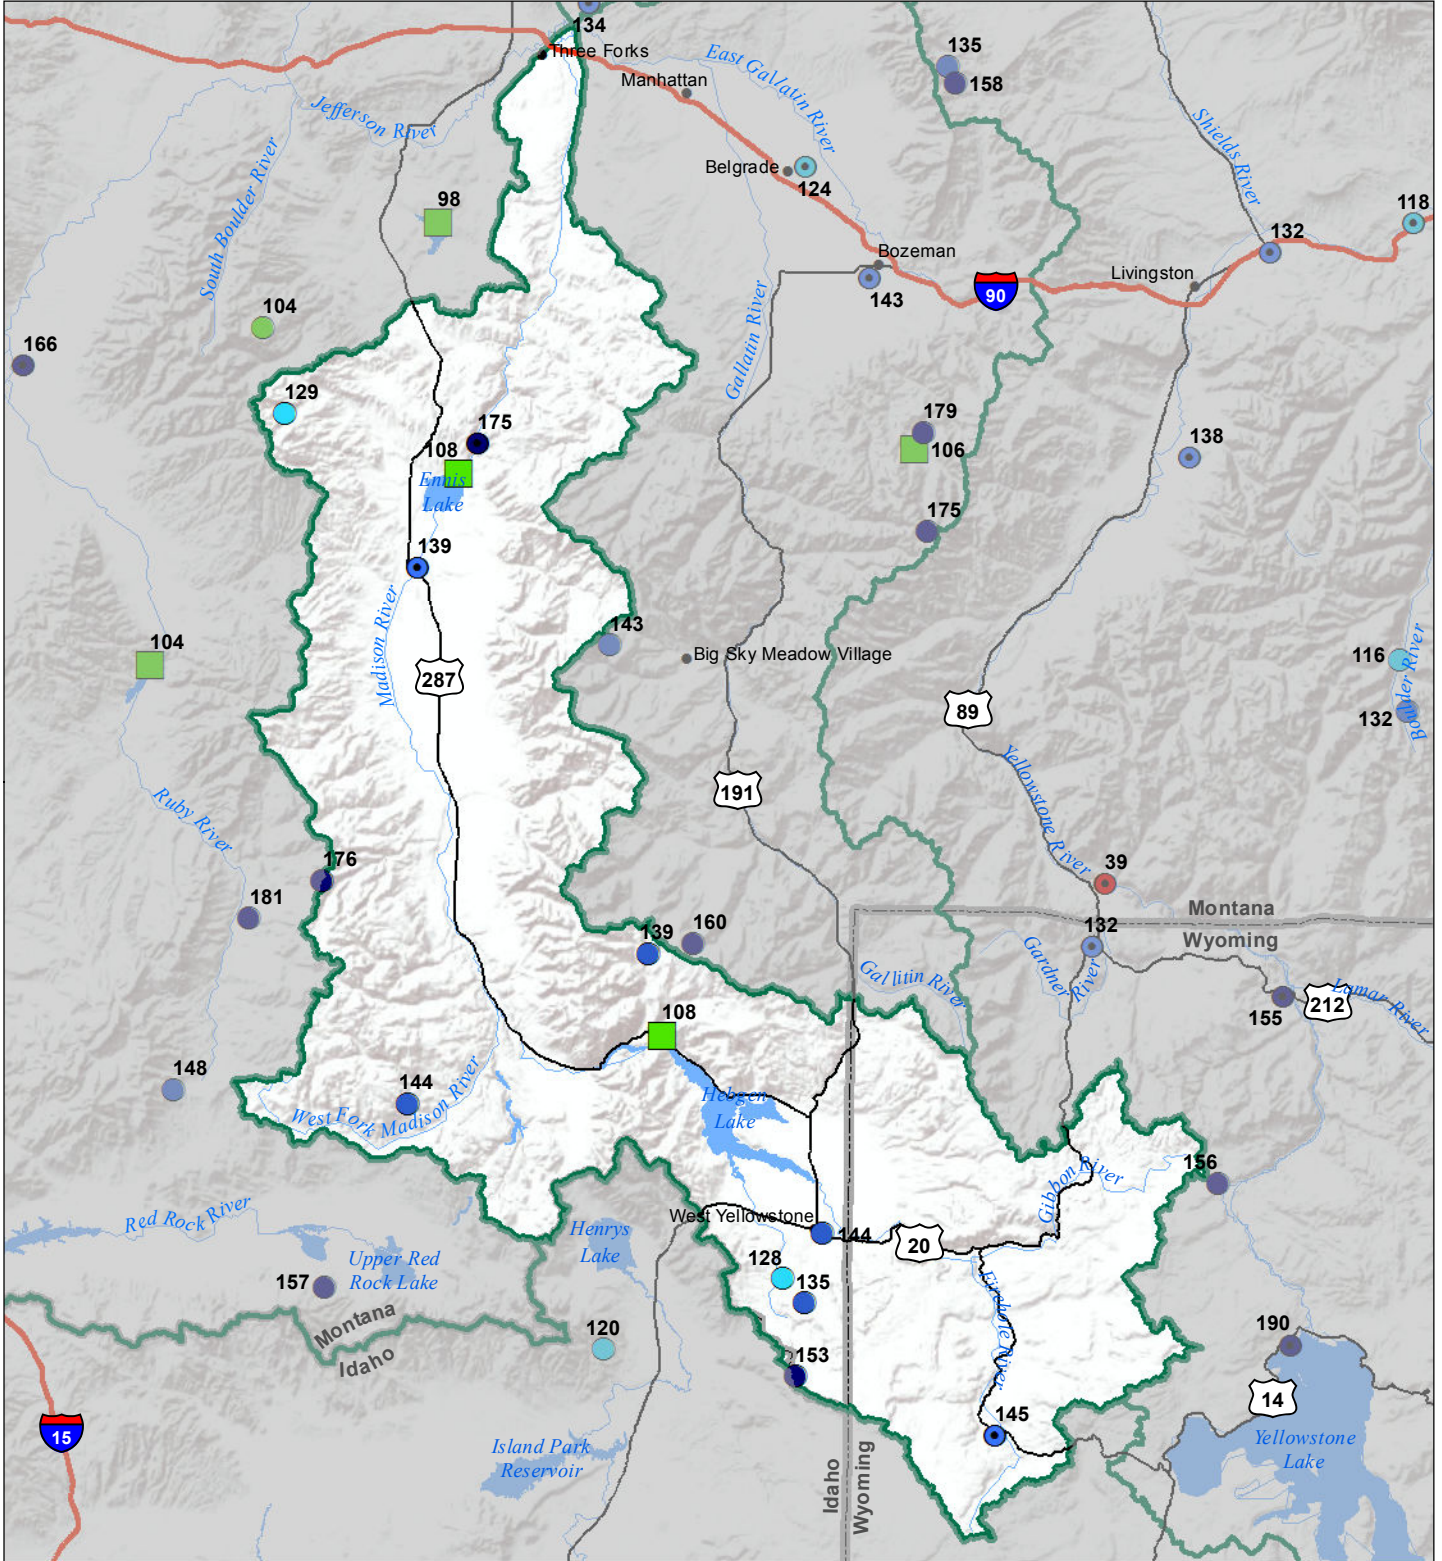 134
Three Forks
Manhattan
East Gallatin River
135
158
Jefferson River
South Boulder River
Shields River
Belgrade
124
98
118
132
Bozeman
143
90
Livingston
104
166
129
Gallatin River
175
108
Ennis
Lake
179
106
138
175
139
Madison River
143
Big Sky Meadow Village
104
287
116
Boulder River
132
89
191
Yellowstone River
Ruby River
176
181
39
Montana
Wyoming
139
160
132
Gallitin River
Gardner
River
155
212
Lamar River
108
148
144
West Fork Madison River
Hebgen
Lake
156
Gibbon River
Red Rock River
Henrys
Lake
West Yellowstone
144
20
Upper Red
Rock Lake
157
128
135
Firehole River
Montana
Idaho
120
153
190
14
15
145
Yellowstone
Lake
Island Park
Reservoir
Idaho
Wyoming